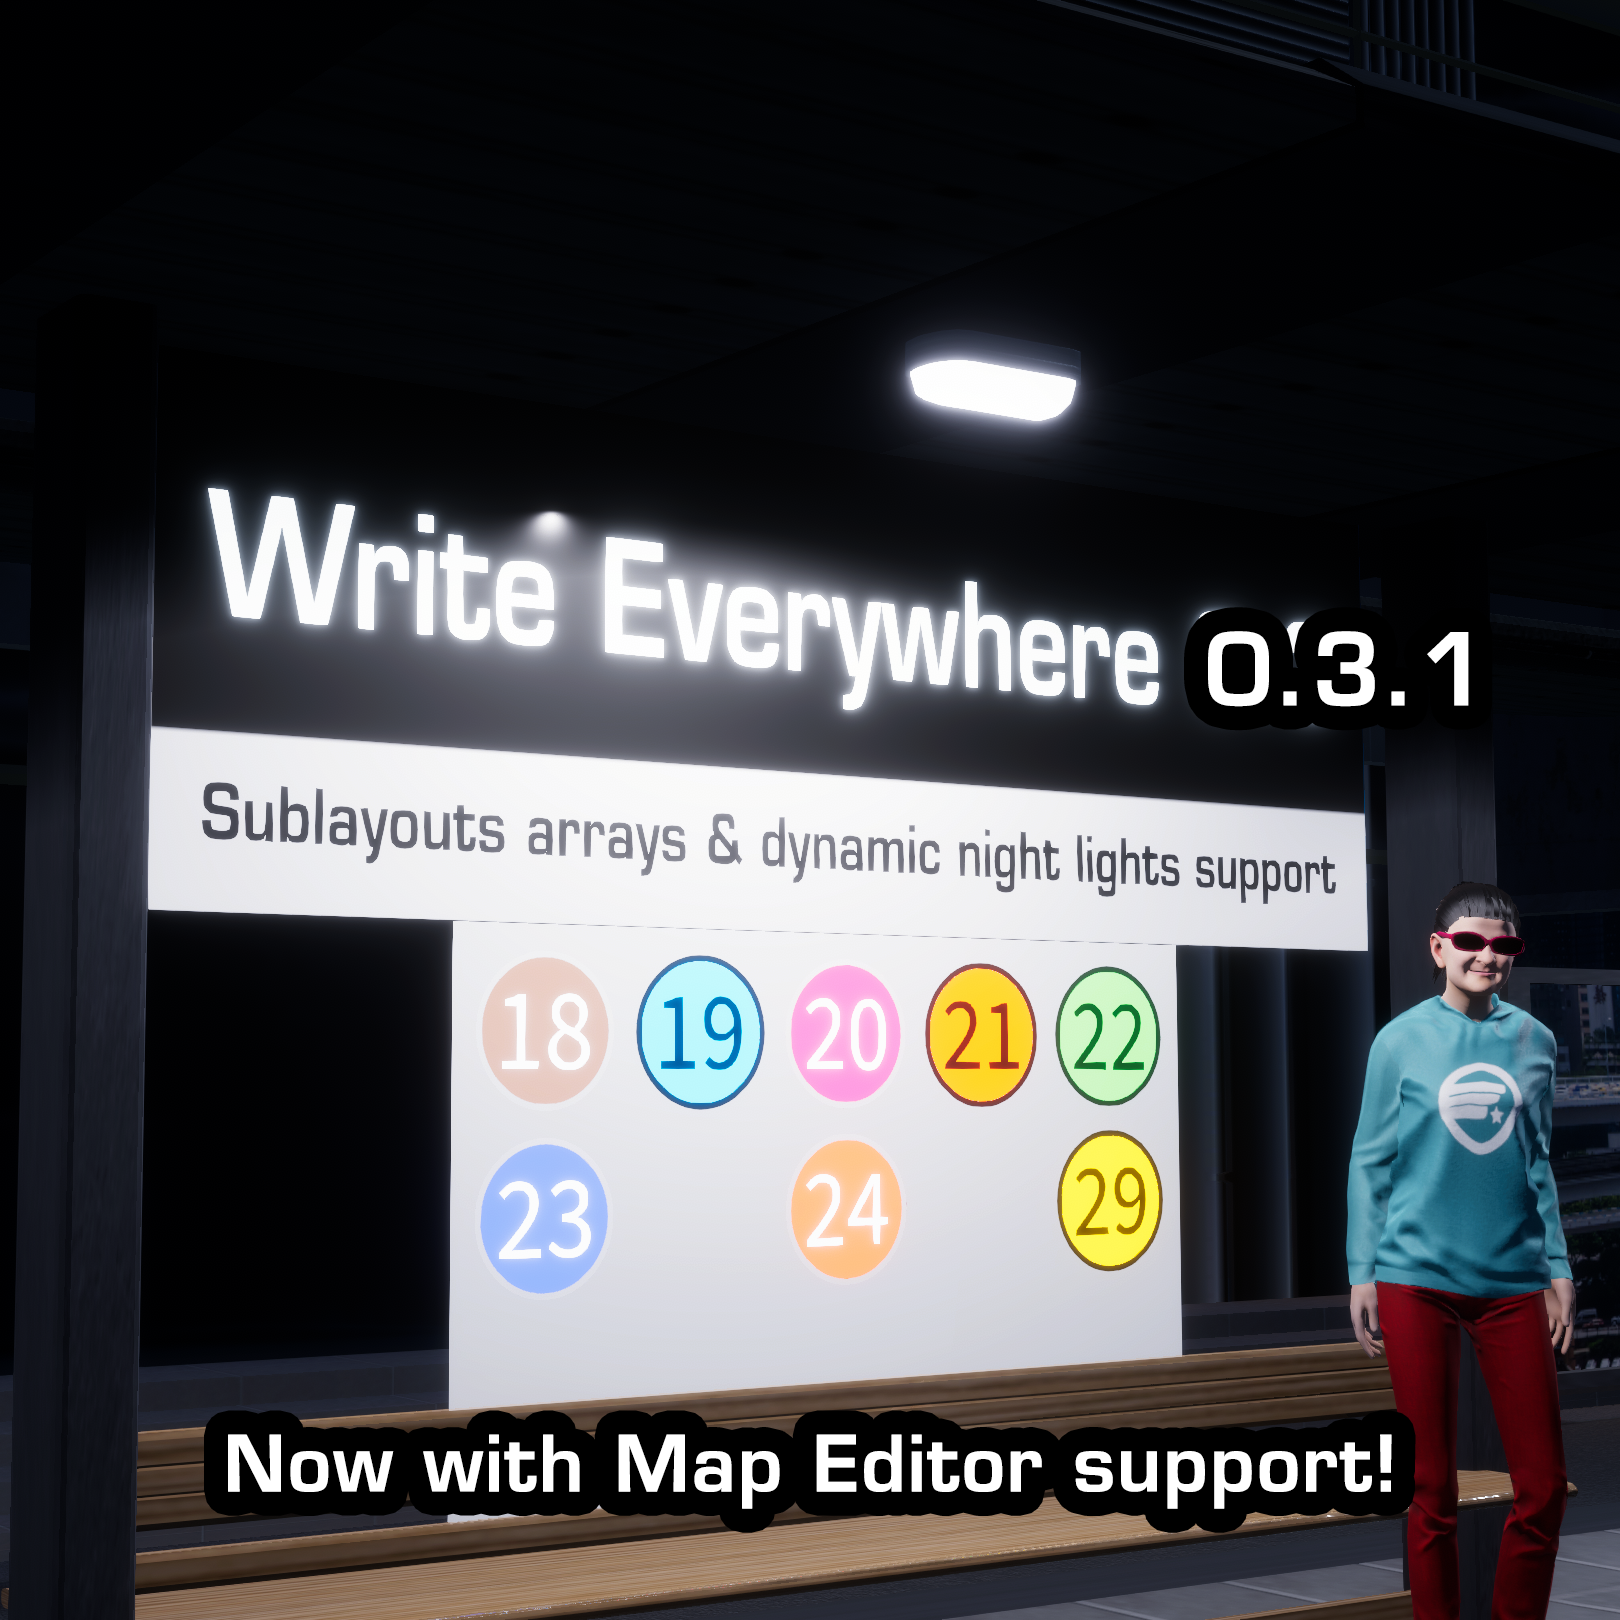 Write Everywhere 0.3.1
Sublayouts arrays & dynamic night lights support
18 19 20 21 22
23 24 29
Now with Map Editor support!